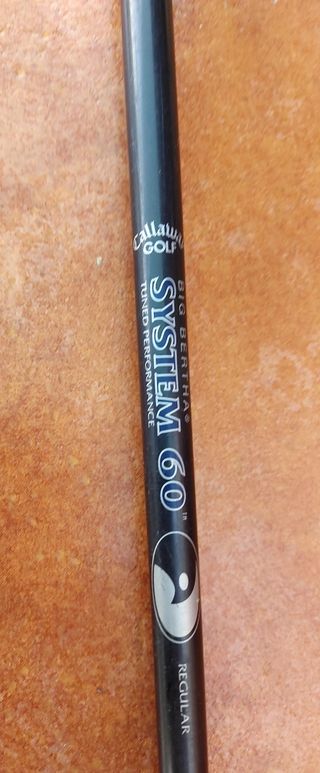 Callaway
GOLF
BIG BERTHA®
SYSTEM 60™
TUNED PERFORMANCE
REGULAR